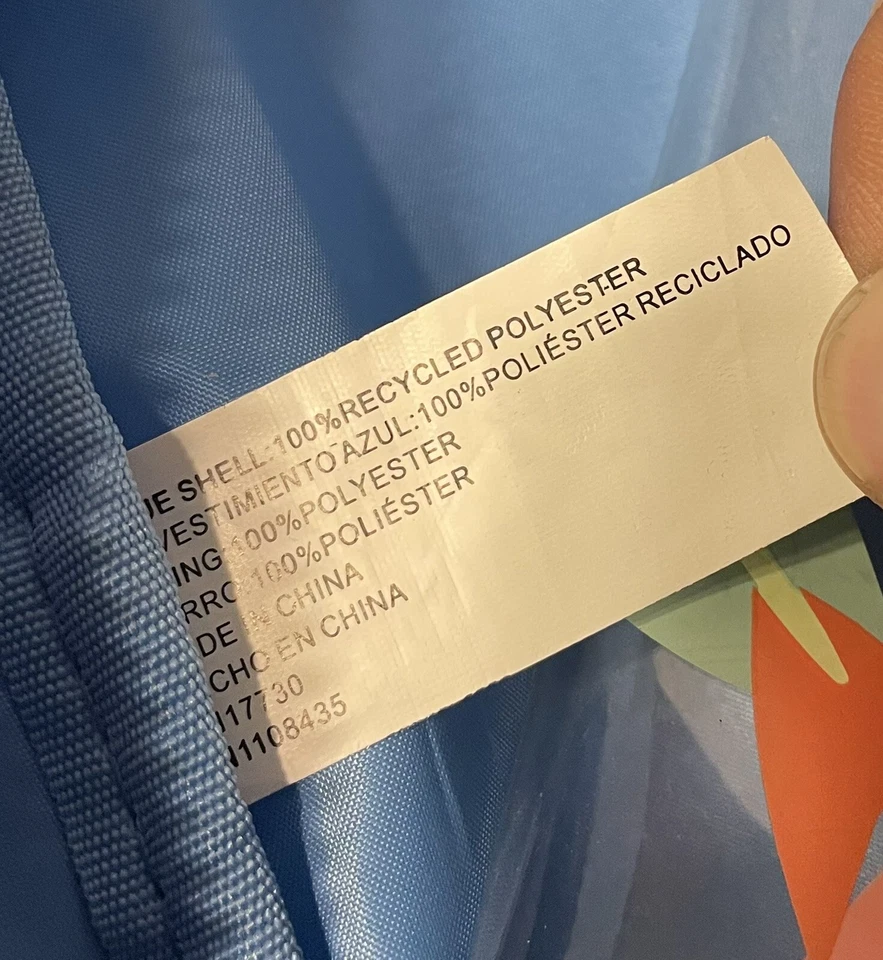 UE SHELL:100%RECYCLED POLYESTER
VESTIMIENTO AZUL:100%POLIÉSTER RECICLADO
ING:100%POLYESTER
RRO:100%POLIÉSTER
DE IN CHINA
CHO EN CHINA
17730
N1108435